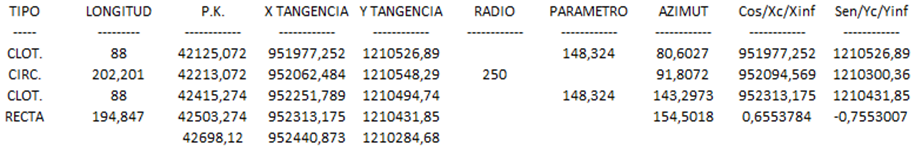 TIPO LONGITUD P.K. X TANGENCIA Y TANGENCIA RADIO PARAMETRO AZIMUT Cos/Xc/Xinf Sen/Yc/Yinf
----- --------- --------- ------------ ------------ ------------ ------------ --------- ------------ ------------
CLOT. 88 42125,072 951977,252 1210526,89 148,324 80,6027 951977,252 1210526,89
CIRC. 202,201 42213,072 952062,484 1210548,29 250 91,8072 952094,569 1210300,36
CLOT. 88 42415,274 952251,789 1210494,74 148,324 143,2973 952313,175 1210431,85
RECTA 194,847 42503,274 952313,175 1210431,85 154,5018 0,6553784 -0,7553007
42698,12 952440,873 1210284,68